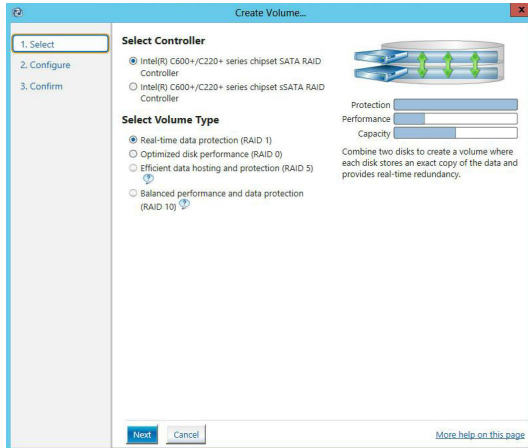 Create Volume...
x
1. Select
2. Configure
3. Confirm
Select Controller
Intel(R) C600+/C220+ series chipset SATA RAID
Controller
Intel(R) C600+/C220+ series chipset sSATA RAID
Controller
Select Volume Type
Real-time data protection (RAID 1)
Optimized disk performance (RAID 0)
Efficient data hosting and protection (RAID 5)
?
Balanced performance and data protection
(RAID 10) ?
Protection
Performance
Capacity
Combine two disks to create a volume where
each disk stores an exact copy of the data and
provides real-time redundancy.
Next
Cancel
More help on this page